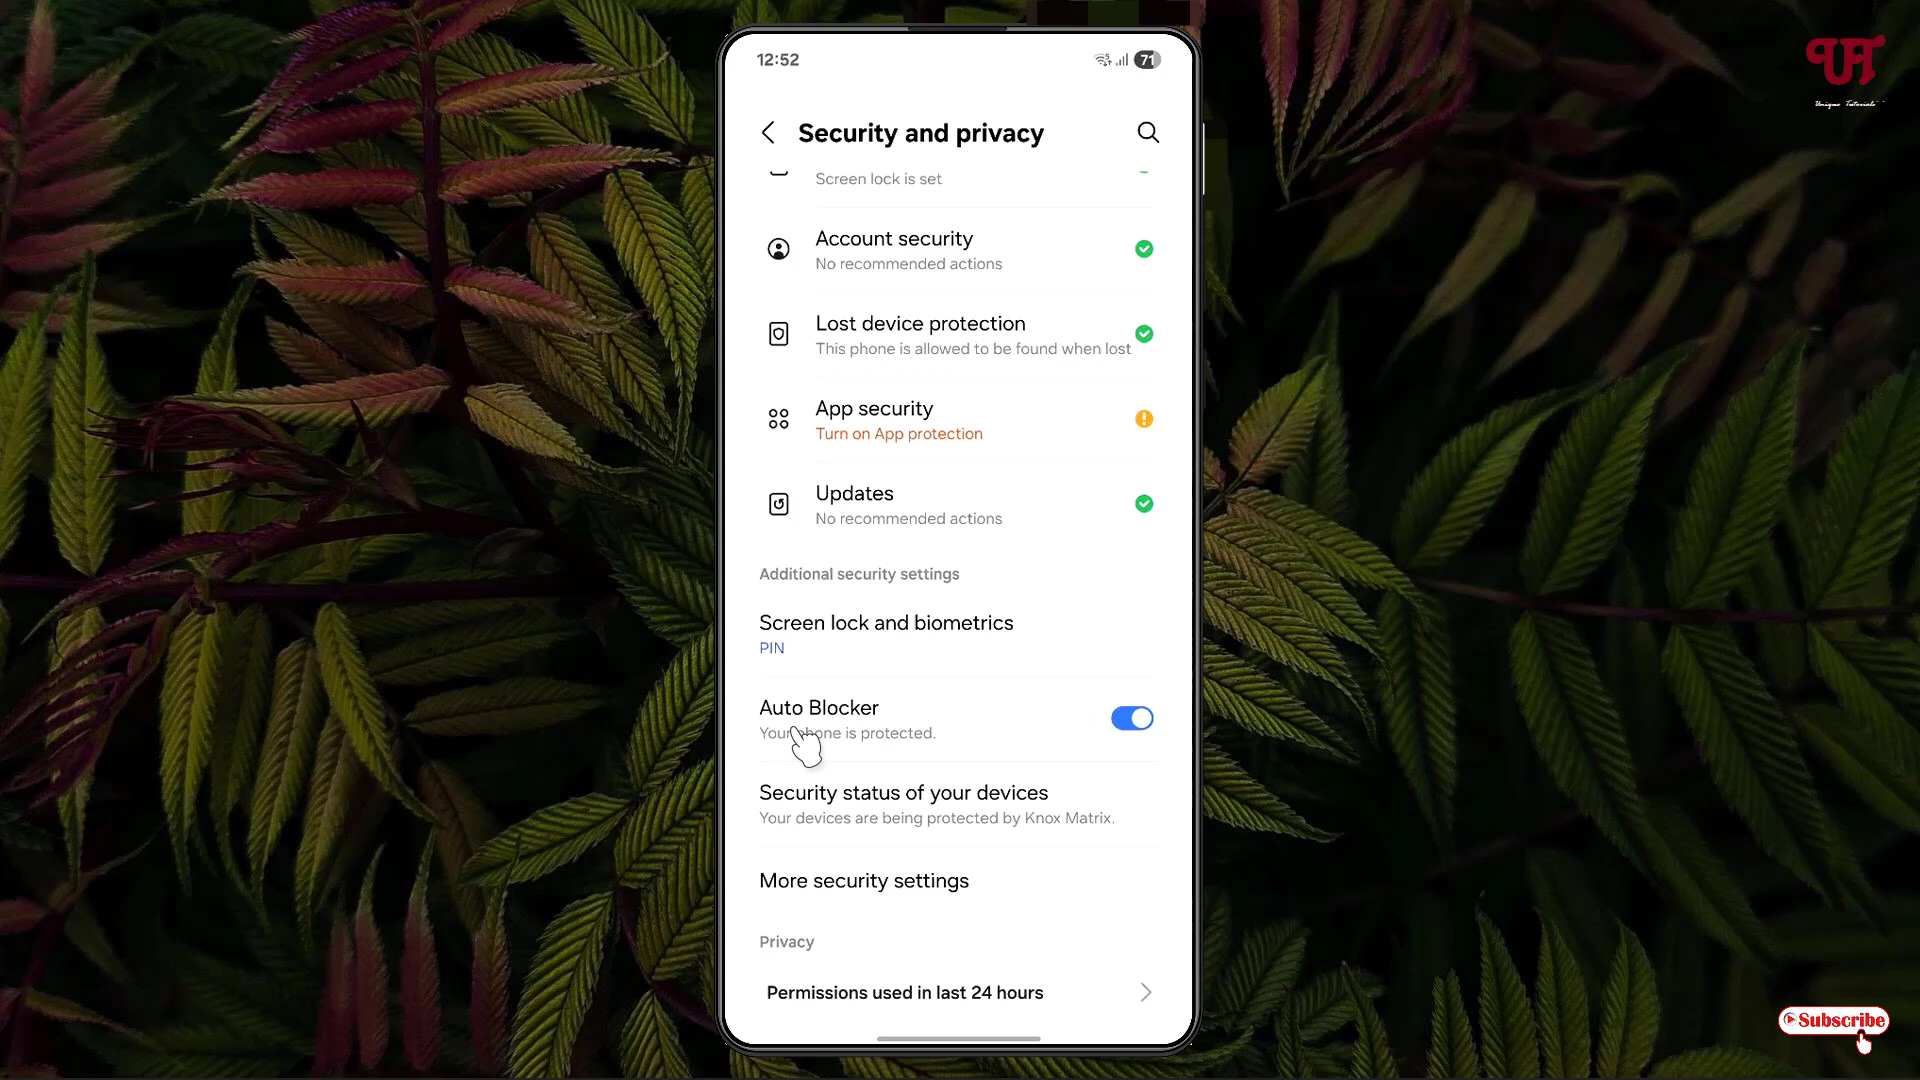 12:52
71
Security and privacy
Screen lock is set
Account security
No recommended actions
Lost device protection
This phone is allowed to be found when lost
App security
Turn on App protection
Updates
No recommended actions
Additional security settings
Screen lock and biometrics
PIN
Auto Blocker
Your phone is protected.
Security status of your devices
Your devices are being protected by Knox Matrix.
More security settings
Privacy
Permissions used in last 24 hours
UT
Unique Tutorials
Subscribe